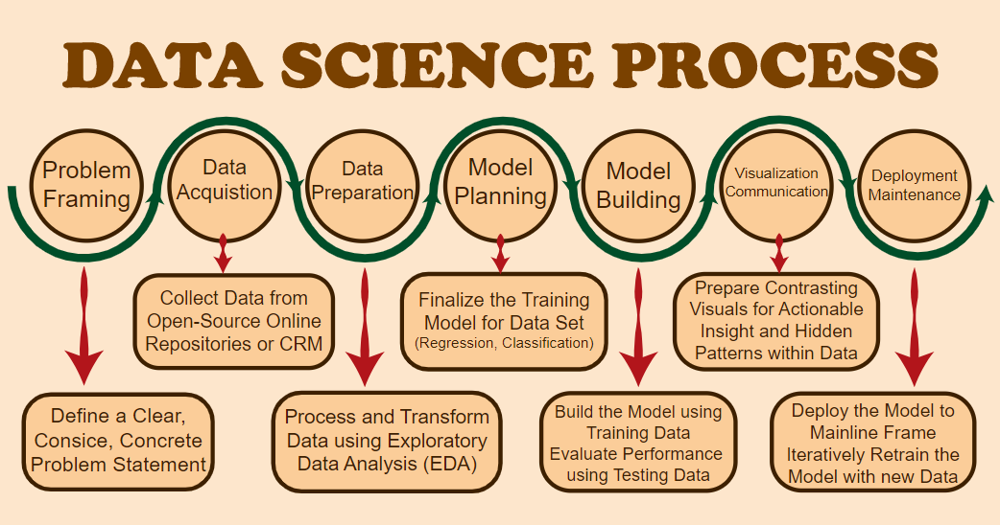 DATA SCIENCE PROCESS
Problem
Framing
Data
Acquistion
Data
Preparation
Model
Planning
Model
Building
Visualization
Communication
Deployment
Maintenance
Define a Clear,
Consice, Concrete
Problem Statement
Collect Data from
Open-Source Online
Repositories or CRM
Process and Transform
Data using Exploratory
Data Analysis (EDA)
Finalize the Training
Model for Data Set
(Regression, Classification)
Build the Model using
Training Data
Evaluate Performance
using Testing Data
Prepare Contrasting
Visuals for Actionable
Insight and Hidden
Patterns within Data
Deploy the Model to
Mainline Frame
Iteratively Retrain the
Model with new Data